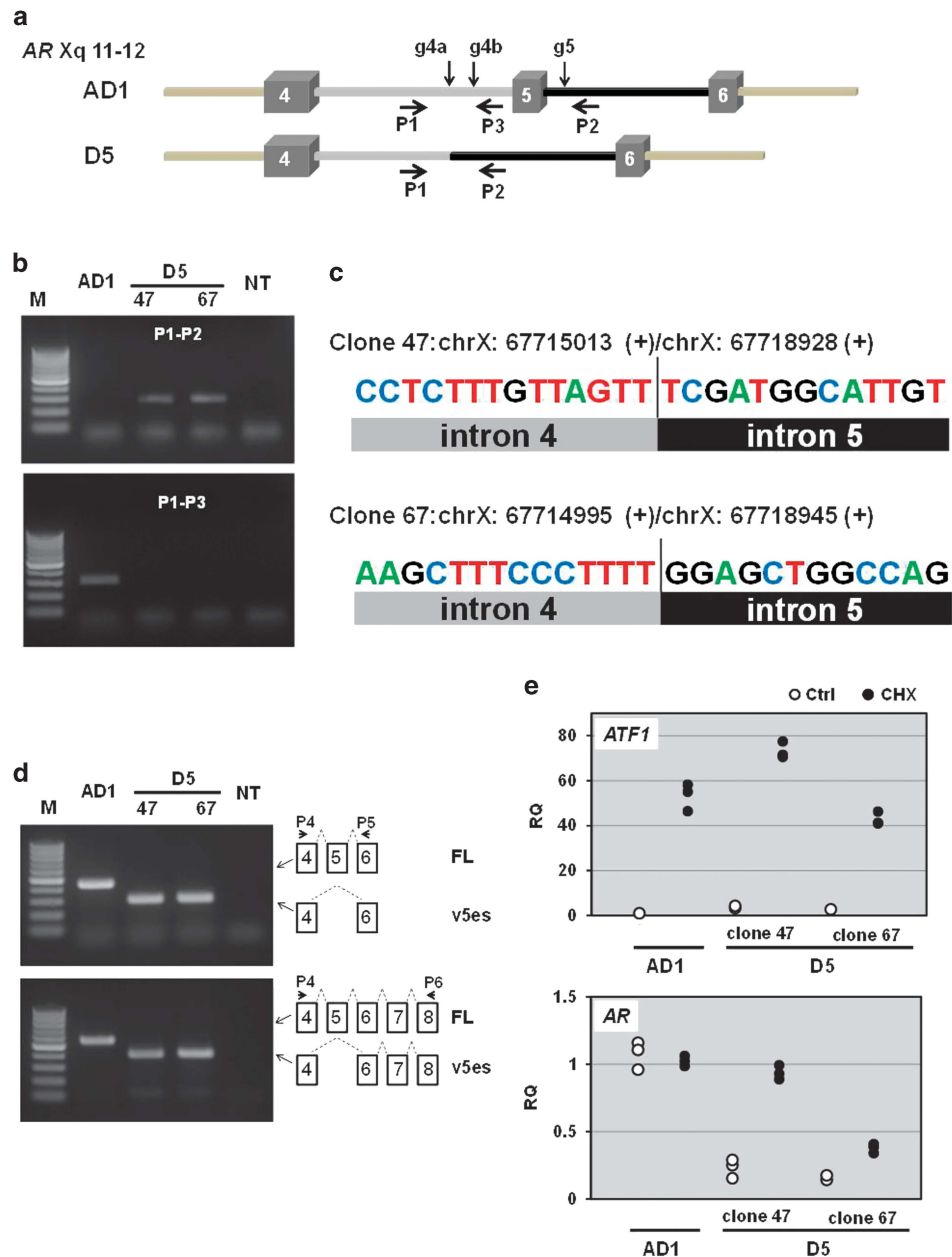 a
AR Xq 11-12
g4a g4b g5
AD1
4 5 6
P1 P3 P2
D5
4 6
P1 P2
b
M AD1 D5 NT
47 67
P1-P2
P1-P3
c
Clone 47:chrX: 67715013 (+)/chrX: 67718928 (+)
CCTCTTTGTTAGTT TCGATGGCATTGT
intron 4 intron 5
Clone 67:chrX: 67714995 (+)/chrX: 67718945 (+)
AAGCTTTCCCTTTT GGAGCTGGCCAG
intron 4 intron 5
d
M AD1 D5 NT
47 67
P4 P5
4 5 6 FL
4 6 v5es
P4 P6
4 5 6 7 8 FL
4 6 7 8 v5es
e
Ctrl CHX
ATF1
RQ
80
60
40
20
0
clone 47 clone 67
AD1 D5
AR
RQ
1.5
1
0.5
0
clone 47 clone 67
AD1 D5